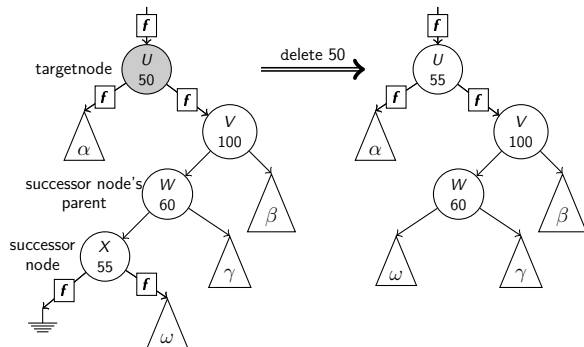 f
f
U
50
targetnode
delete 50
U
55
f
f
f
f
V
100
V
100
α
α
successor node's
parent
W
60
W
60
β
β
successor
node
X
55
f
f
γ
ω
γ
ω